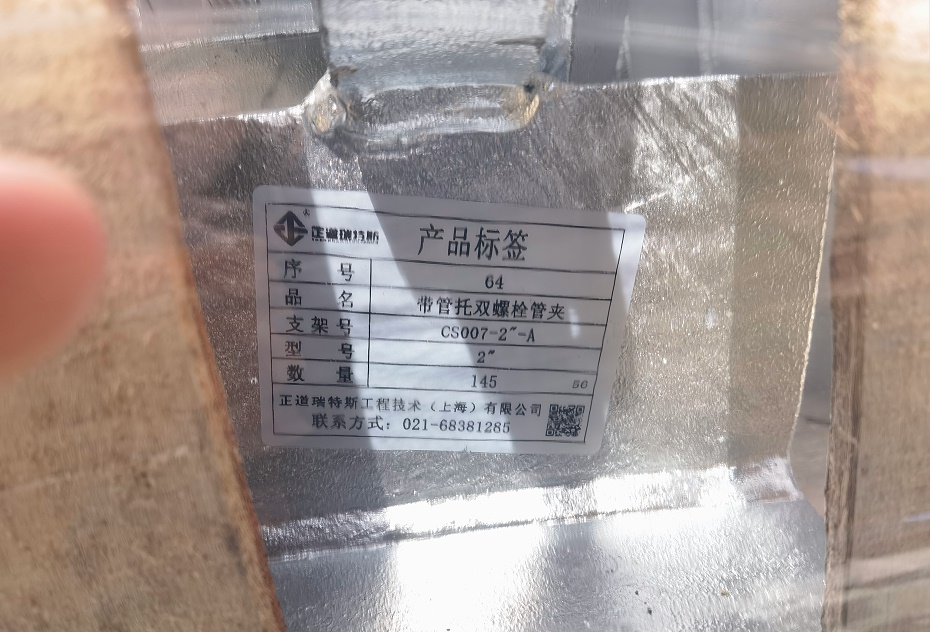 正道瑞特斯
产品标签
序 号 64
品 名 带管托双螺栓管夹
支架号 CS007-2″-A
型 号 2″
数 量 145 50
正道瑞特斯工程技术（上海）有限公司
联系方式：021-68381285